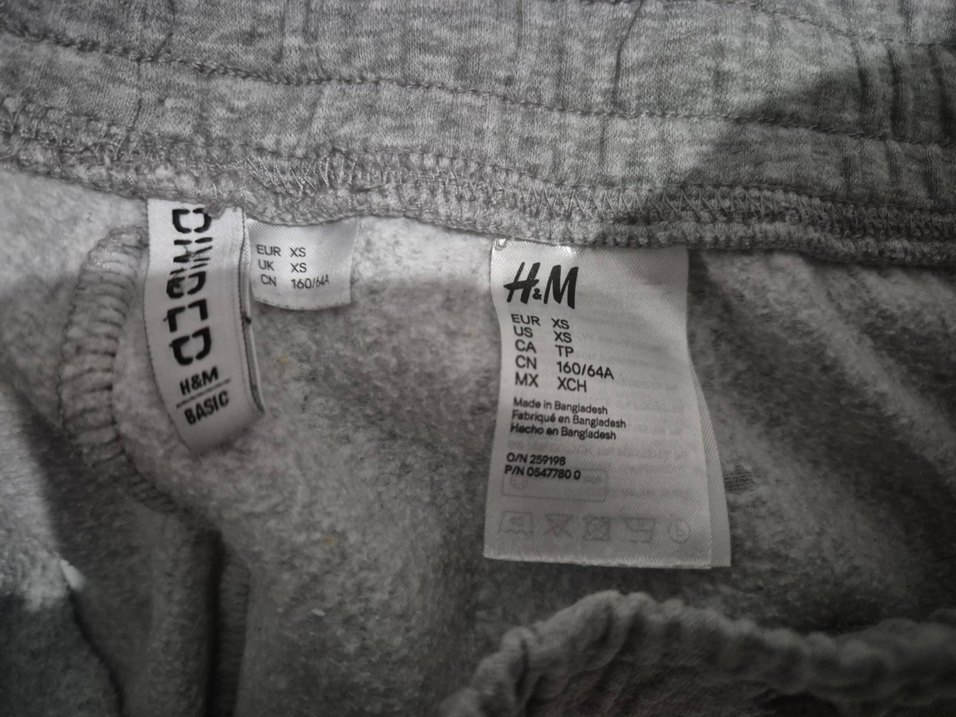 DIVIDED
H&M
BASIC
EUR XS
UK XS
CN 160/64A
H&M
EUR XS
US XS
CA TP
CN 160/64A
MX XCH
Made in Bangladesh
Fabriqué en Bangladesh
Hecho en Bangladesh
O/N 259198
P/N 0547780 0